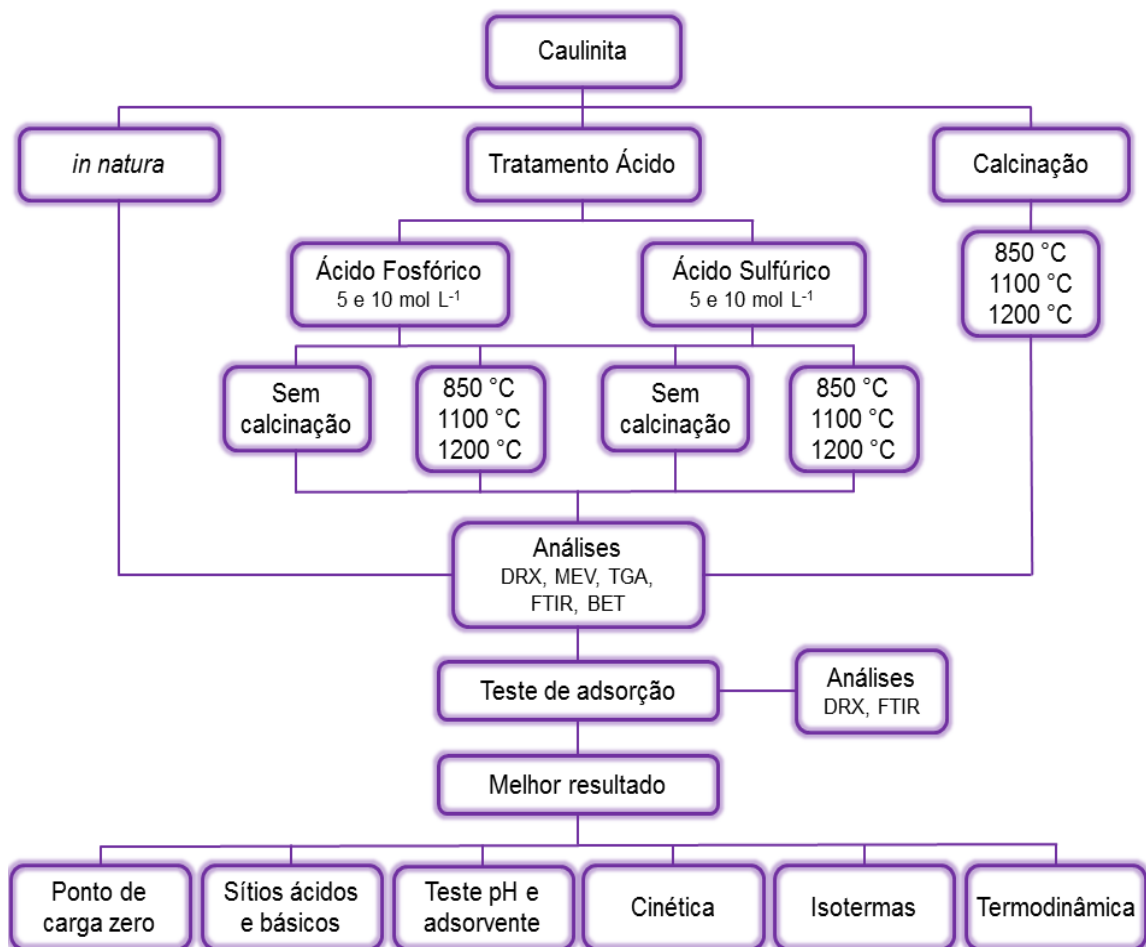 Caulinita
in natura
Tratamento Ácido
Calcinação
Ácido Fosfórico
5 e 10 mol L-1
Ácido Sulfúrico
5 e 10 mol L-1
850 °C
1100 °C
1200 °C
Sem
calcinação
850 °C
1100 °C
1200 °C
Sem
calcinação
850 °C
1100 °C
1200 °C
Análises
DRX, MEV, TGA,
FTIR, BET
Teste de adsorção
Análises
DRX, FTIR
Melhor resultado
Ponto de
carga zero
Sítios ácidos
e básicos
Teste pH e
adsorvente
Cinética
Isotermas
Termodinâmica